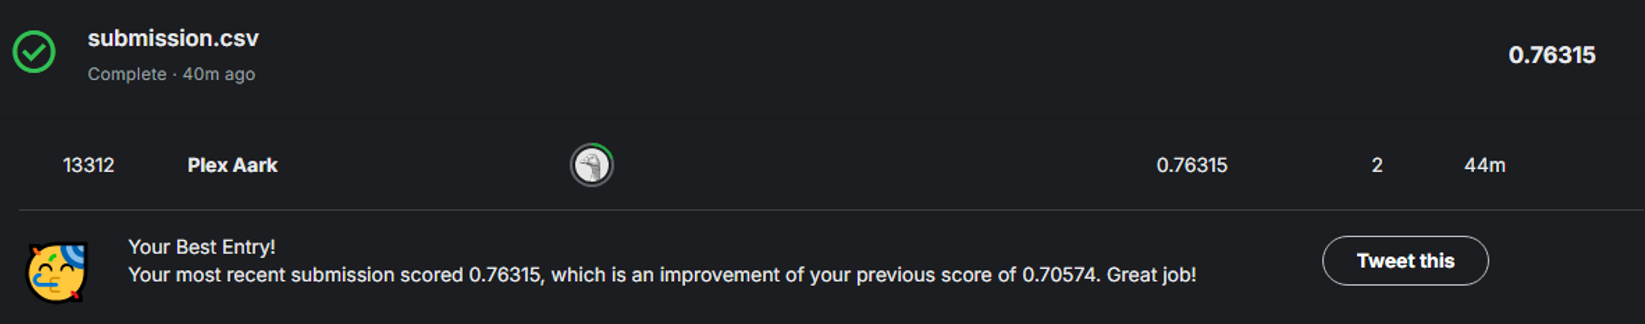 submission.csv
Complete · 40m ago
0.76315
13312 Plex Aark 0.76315 2 44m
Your Best Entry!
Your most recent submission scored 0.76315, which is an improvement of your previous score of 0.70574. Great job!
Tweet this